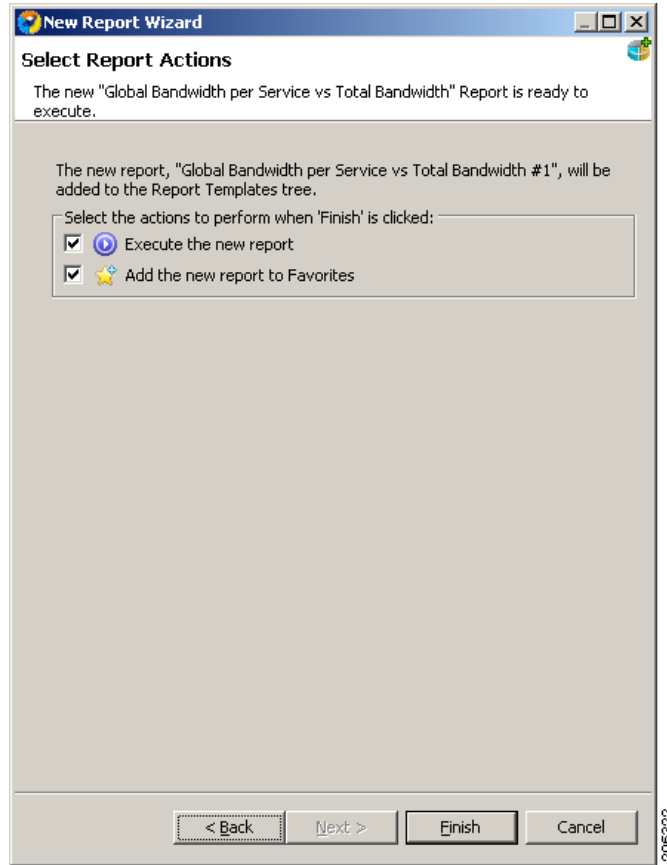 New Report Wizard
Select Report Actions
The new "Global Bandwidth per Service vs Total Bandwidth" Report is ready to
execute.
The new report, "Global Bandwidth per Service vs Total Bandwidth #1", will be
added to the Report Templates tree.
Select the actions to perform when 'Finish' is clicked:
Execute the new report
Add the new report to Favorites
< Back
Next >
Finish
Cancel